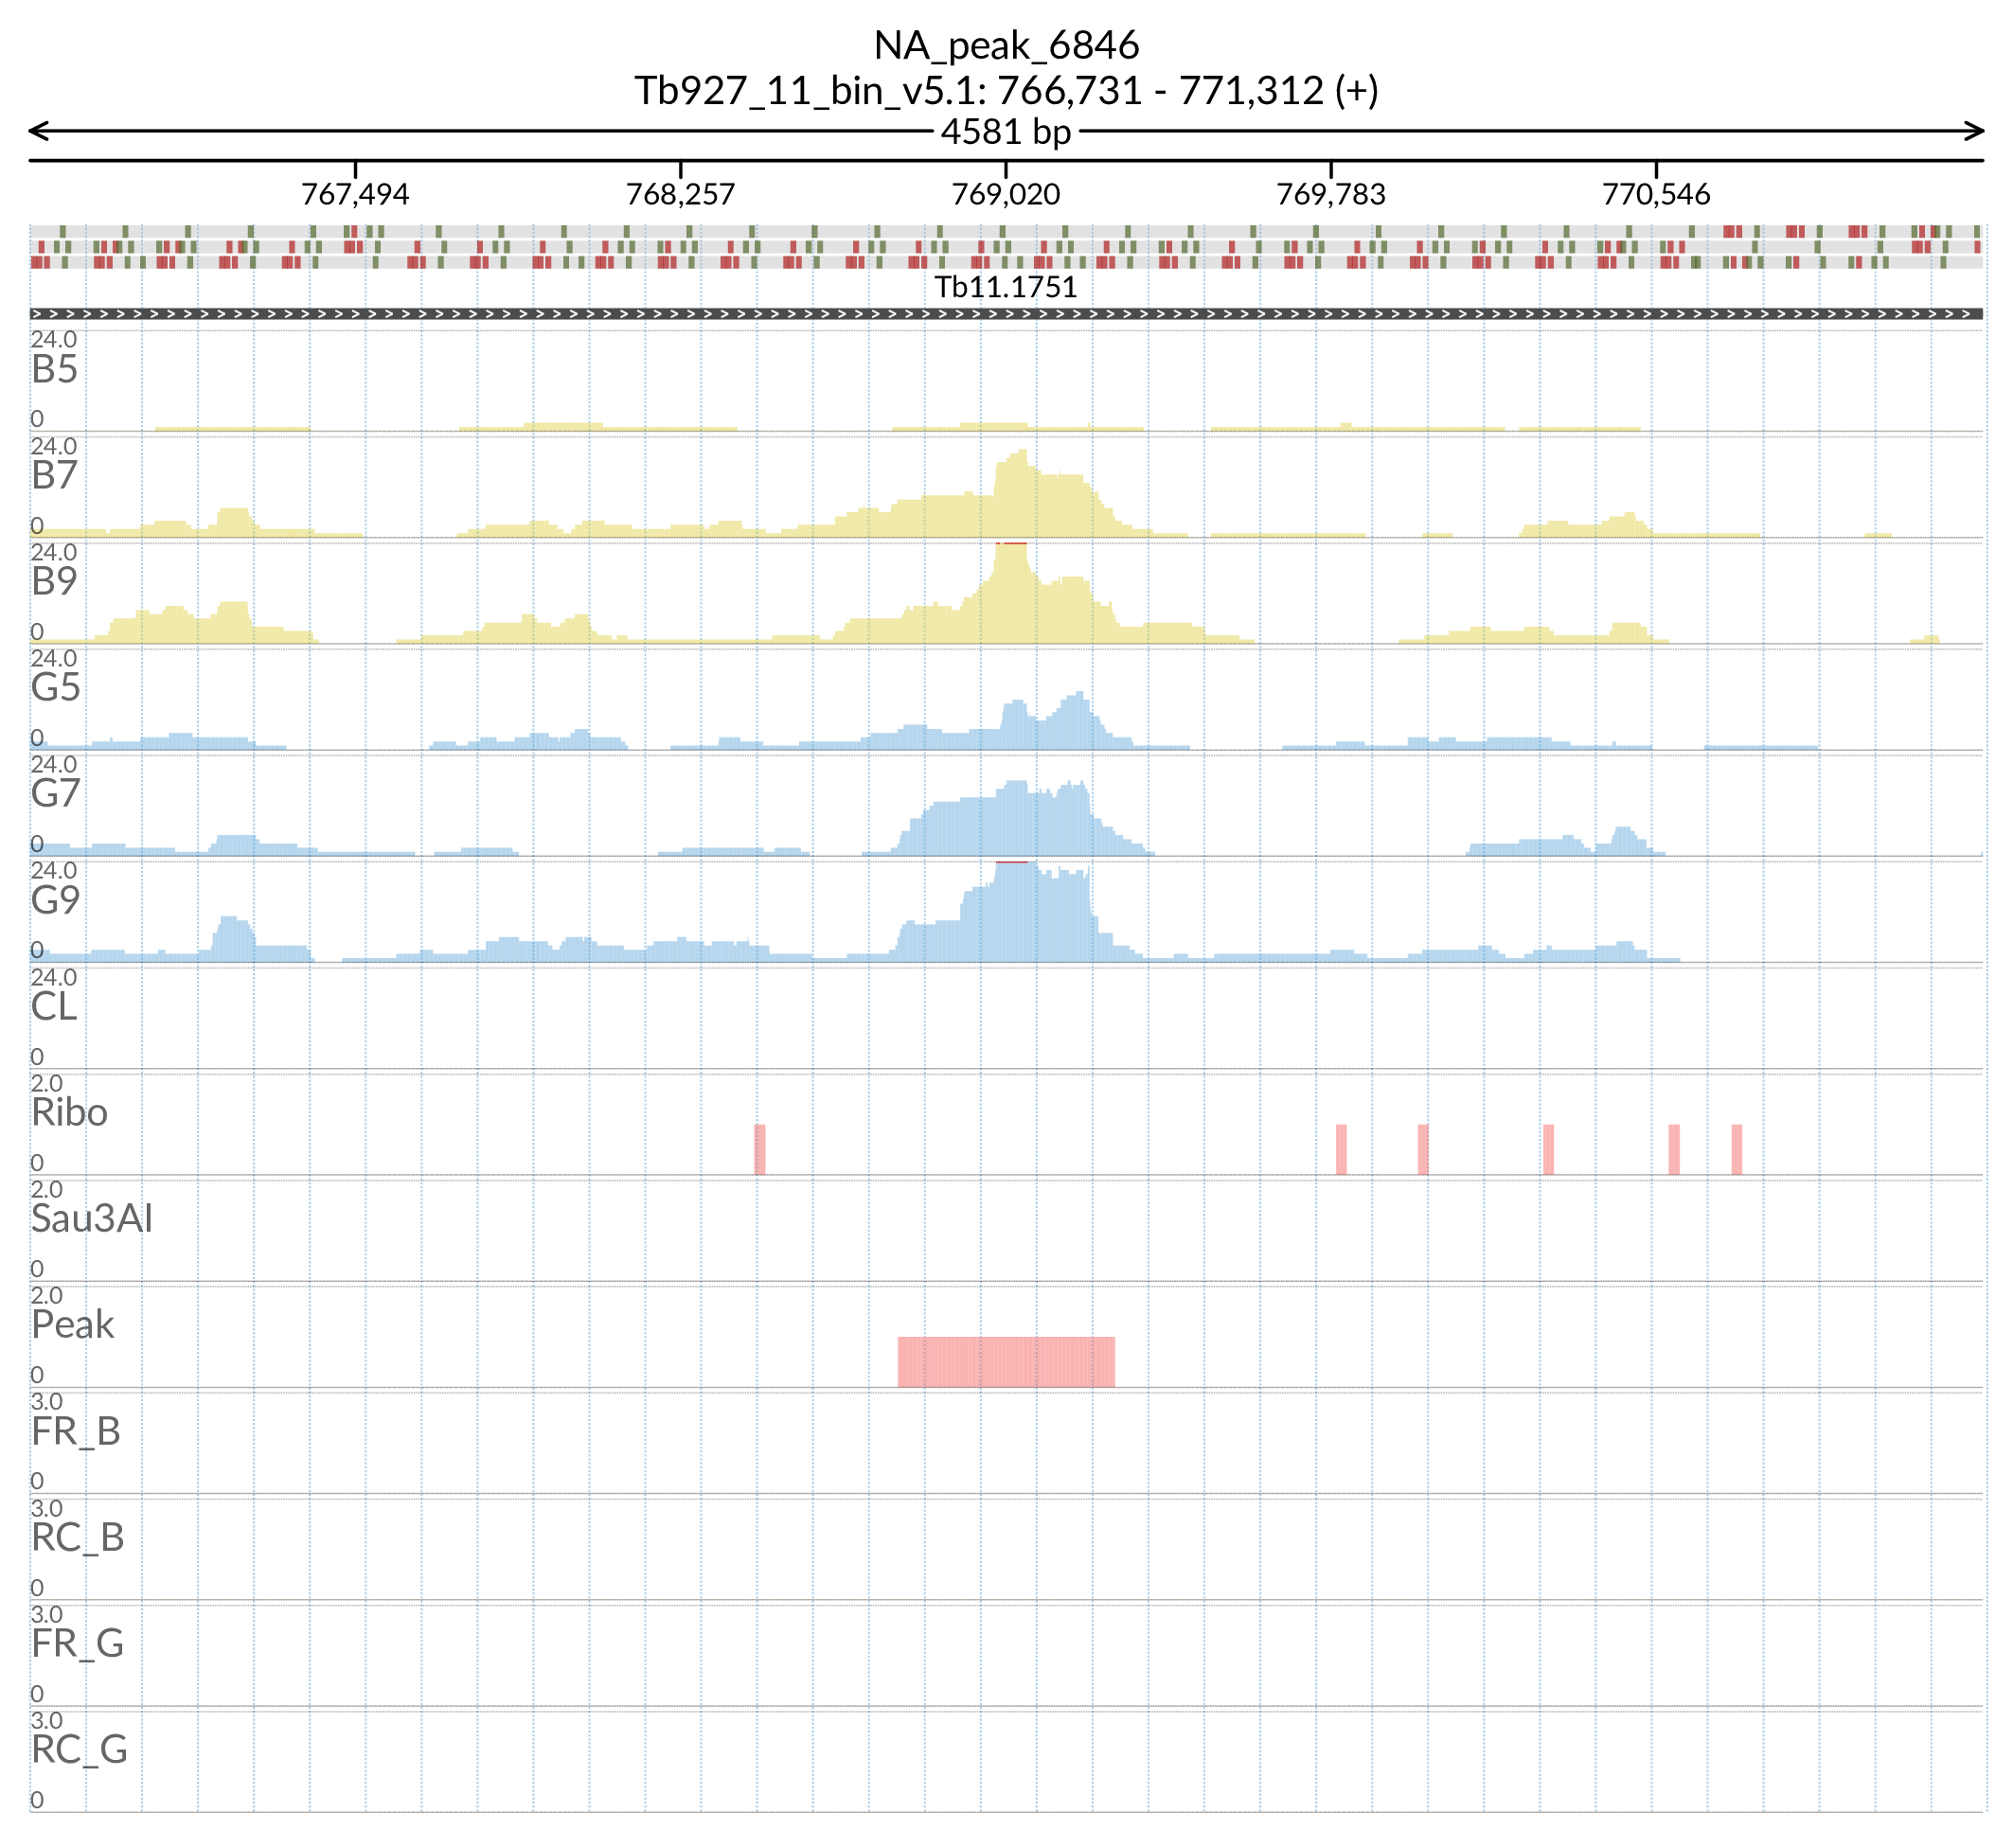 NA_peak_6846
Tb927_11_bin_v5.1: 766,731 - 771,312 (+)
4581 bp
767,494 768,257 769,020 769,783 770,546
Tb11.1751
24.0
B5
0
24.0
B7
0
24.0
B9
0
24.0
G5
0
24.0
G7
0
24.0
G9
0
24.0
CL
0
2.0
Ribo
0
2.0
Sau3AI
0
2.0
Peak
0
3.0
FR_B
0
3.0
RC_B
0
3.0
FR_G
0
3.0
RC_G
0